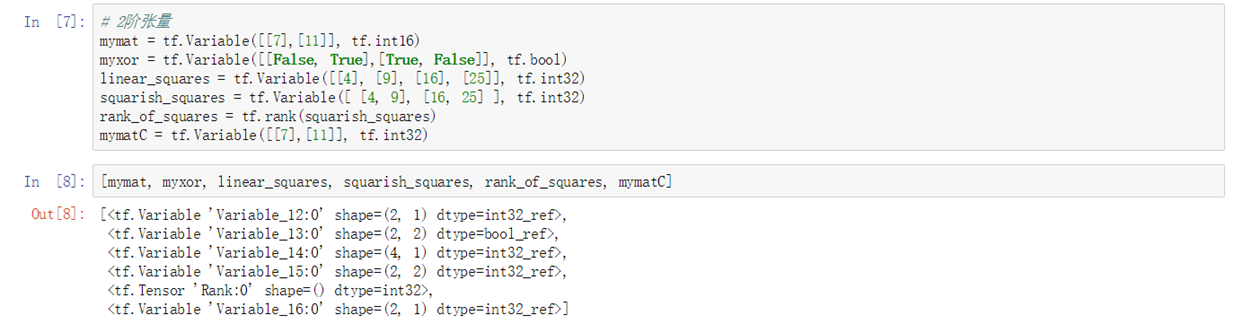 In [7]: # 2阶张量
mymat = tf.Variable([[7],[11]], tf.int16)
myxor = tf.Variable([[False, True],[True, False]], tf.bool)
linear_squares = tf.Variable([[4], [9], [16], [25]], tf.int32)
squarish_squares = tf.Variable([ [4, 9], [16, 25] ], tf.int32)
rank_of_squares = tf.rank(squarish_squares)
mymatC = tf.Variable([[7],[11]], tf.int32)
In [8]: [mymat, myxor, linear_squares, squarish_squares, rank_of_squares, mymatC]
Out[8]: [<tf.Variable 'Variable_12:0' shape=(2, 1) dtype=int32_ref>,
<tf.Variable 'Variable_13:0' shape=(2, 2) dtype=bool_ref>,
<tf.Variable 'Variable_14:0' shape=(4, 1) dtype=int32_ref>,
<tf.Variable 'Variable_15:0' shape=(2, 2) dtype=int32_ref>,
<tf.Tensor 'Rank:0' shape=() dtype=int32>,
<tf.Variable 'Variable_16:0' shape=(2, 1) dtype=int32_ref>]